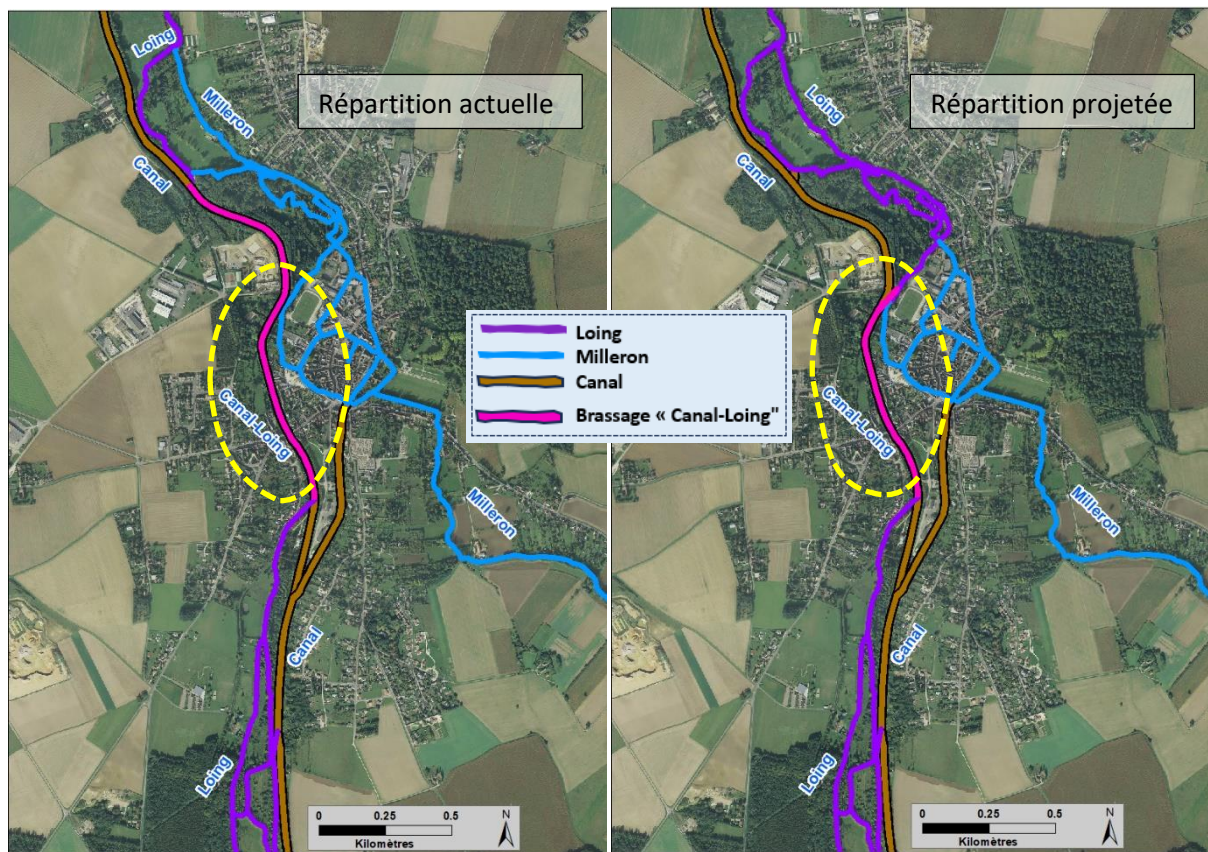 Loing
Répartition actuelle
Milleron
Canal
Canal-Loing
Milleron
Canal
Loing
0 0.25 0.5
Kilomètres
N
Loing
Milleron
Canal
Brassage « Canal-Loing"
Répartition projetée
Loing
Canal
Canal-Loing
Milleron
Canal
Loing
0 0.25 0.5
Kilomètres
N